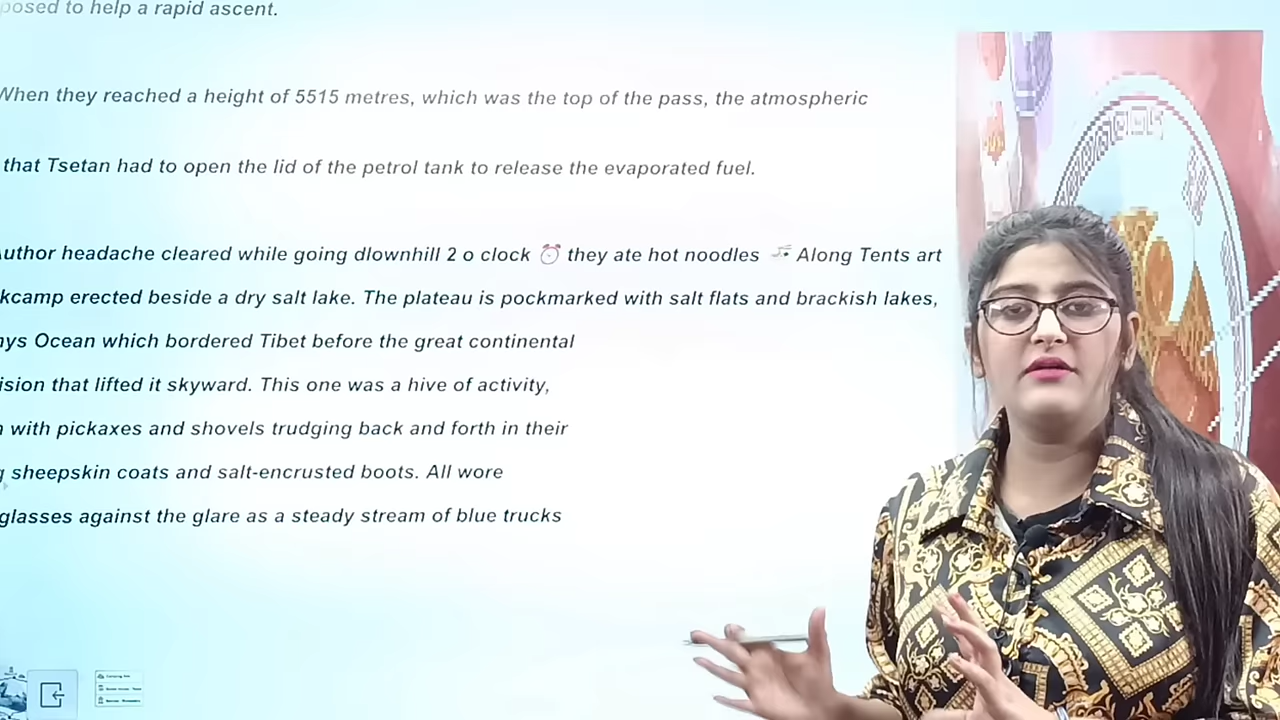 posed to help a rapid ascent.
When they reached a height of 5515 metres, which was the top of the pass, the atmospheric
that Tsetan had to open the lid of the petrol tank to release the evaporated fuel.
uthor headache cleared while going dlownhill 2 o clock ⏰ they ate hot noodles 🍜 Along Tents art
kcamp erected beside a dry salt lake. The plateau is pockmarked with salt flats and brackish lakes,
hys Ocean which bordered Tibet before the great continental
ision that lifted it skyward. This one was a hive of activity,
with pickaxes and shovels trudging back and forth in their
g sheepskin coats and salt-encrusted boots. All wore
glasses against the glare as a steady stream of blue trucks